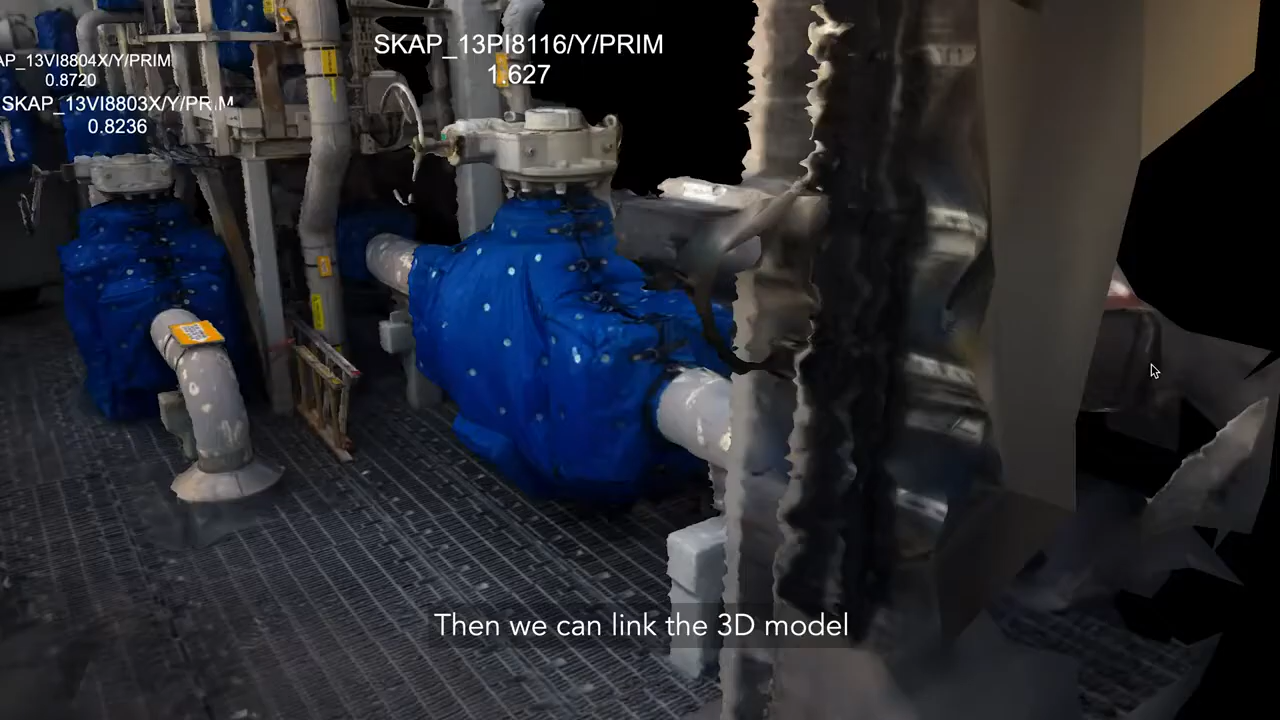 SKAP_13PI8116/Y/PRIM
1.627
AP_13VI8804X/Y/PRIM
0.8720
SKAP_13VI8803X/Y/PRIM
0.8236
Then we can link the 3D model